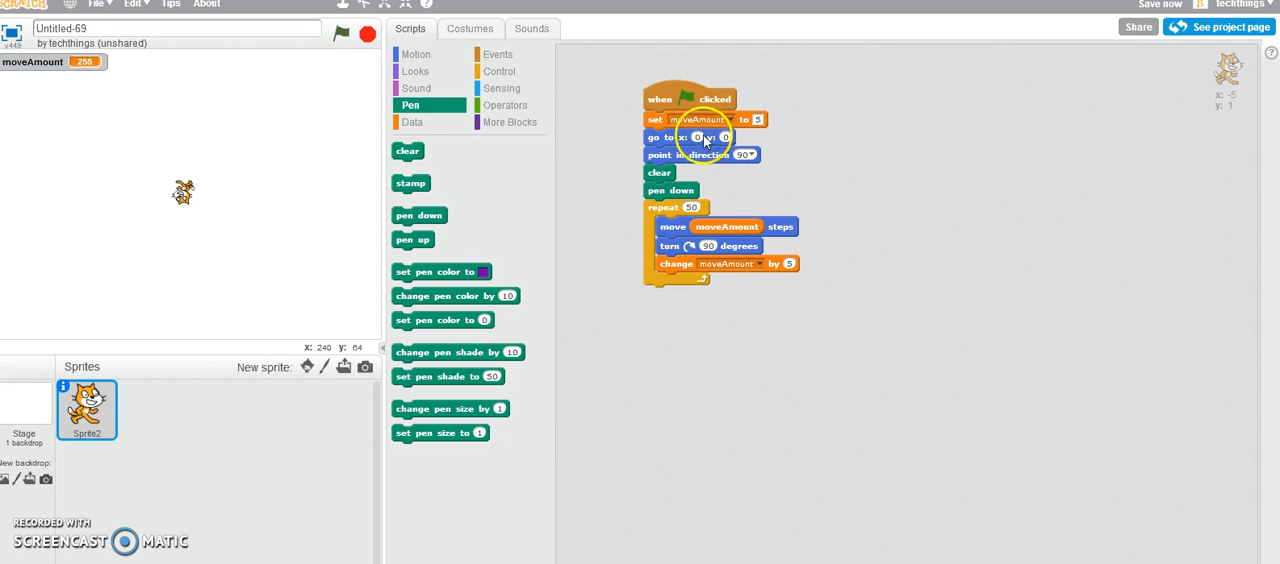 SCRATCH File Edit Tips About Save now techthings
Untitled-69
by techthings (unshared)
v449
Scripts Costumes Sounds
Share See project page
moveAmount 255
Motion Events
Looks Control
Sound Sensing
Pen Operators
Data More Blocks
clear
stamp
pen down
pen up
set pen color to
change pen color by 10
set pen color to 0
change pen shade by 10
set pen shade to 50
change pen size by 1
set pen size to 1
when clicked
set moveAmount to 5
go to x: 0 y: 0
point in direction 90
clear
pen down
repeat 50
move moveAmount steps
turn 90 degrees
change moveAmount by 5
x: -5
y: 1
X: 240 y: 64
Sprites New sprite:
Stage
1 backdrop
New backdrop:
Sprite2
RECORDED WITH
SCREENCAST MATIC